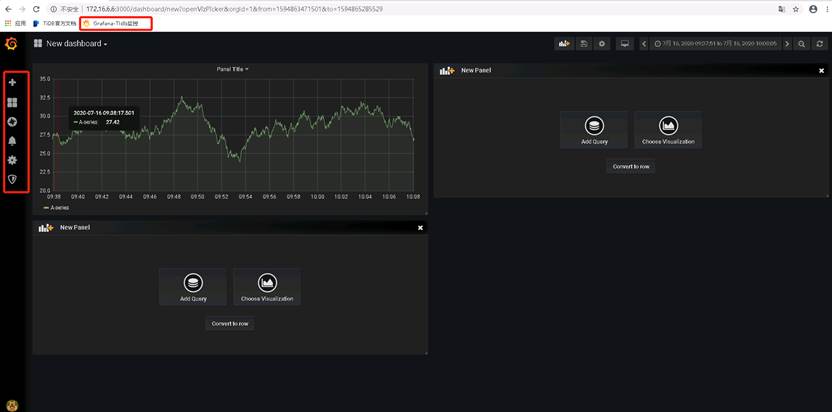 不安全 | 172.16.6.6:3000/dashboard/new?openVizPicker&orgId=1&from=1594863471501&to=1594865285529
应用 TiDB官方文档 Grafana-TiDB监控
New dashboard
7月 16, 2020 09:37:51 to 7月 16, 2020 10:08:05
Panel Title
New Panel
35.0
32.5
30.0
27.5
25.0
22.5
20.0
2020-07-16 09:38:17.501
A-series 27.42
09:38 09:40 09:42 09:44 09:46 09:48 09:50 09:52 09:54 09:56 09:58 10:00 10:02 10:04 10:06 10:08
A-series
Add Query
Choose Visualization
Convert to row
New Panel
Add Query
Choose Visualization
Convert to row